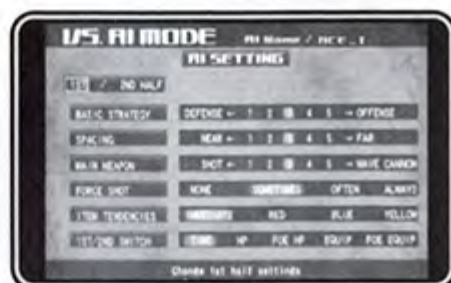 VS. AI MODE AI Name / nce_1
AI SETTING
1ST / 2ND HALF
BASIC STRATEGY DEFENSE ← 1 2 3 4 5 → OFFENSE
SPACING NEAR ← 1 2 3 4 5 → FAR
MAIN WEAPON SHOT ← 1 2 3 4 5 → WAVE CANNON
FORCE SHOT NONE SOMETIMES OFTEN ALWAYS
ITEM TENDENCIES RED BLUE YELLOW
1ST/2ND SWITCH TIME HP FOE HP EQUIP FOE EQUIP
Change 1st half settings